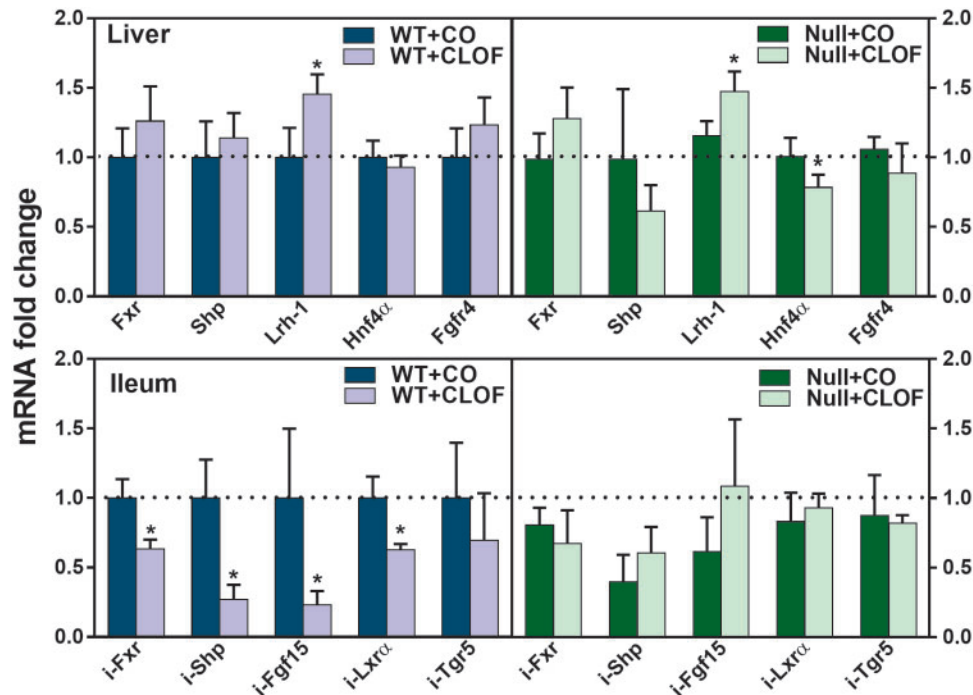 mRNA fold change
Liver
WT+CO
WT+CLOF
Null+CO
Null+CLOF
2.0
1.5
1.0
0.5
0.0
2.0
1.5
1.0
0.5
0.0
*
*
*
Fxr
Shp
Lrh-1
Hnf4α
Fgfr4
Fxr
Shp
Lrh-1
Hnf4α
Fgfr4
Ileum
WT+CO
WT+CLOF
Null+CO
Null+CLOF
2.0
1.5
1.0
0.5
0.0
2.0
1.5
1.0
0.5
0.0
*
*
*
*
i-Fxr
i-Shp
i-Fgf15
i-Lxrα
i-Tgr5
i-Fxr
i-Shp
i-Fgf15
i-Lxrα
i-Tgr5